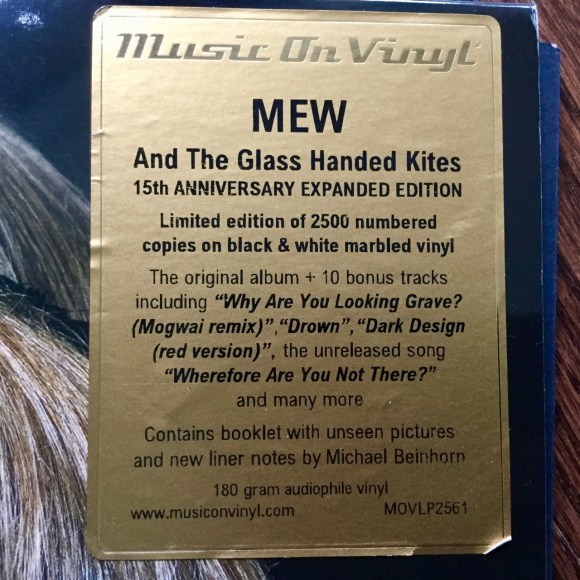 Music On Vinyl
MEW
And The Glass Handed Kites
15th ANNIVERSARY EXPANDED EDITION
Limited edition of 2500 numbered
copies on black & white marbled vinyl
The original album + 10 bonus tracks
including “Why Are You Looking Grave?
(Mogwai remix)”,“Drown”,“Dark Design
(red version)”, the unreleased song
“Wherefore Are You Not There?”
and many more
Contains booklet with unseen pictures
and new liner notes by Michael Beinhorn
180 gram audiophile vinyl
www.musiconvinyl.com MOVLP2561